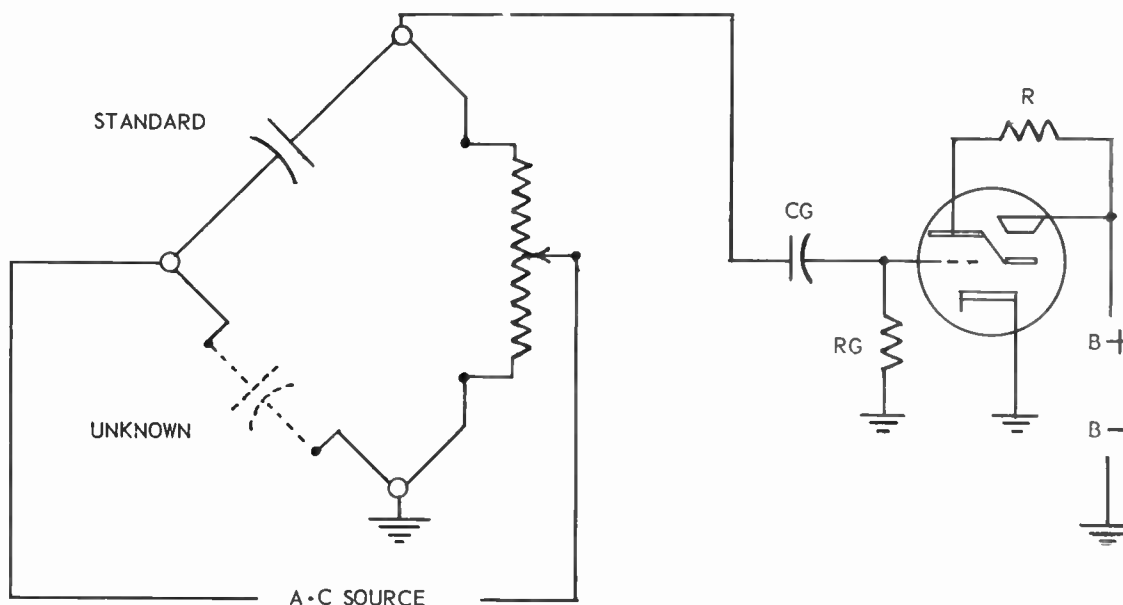 STANDARD
UNKNOWN
A·C SOURCE
CG
RG
R
B+
B-